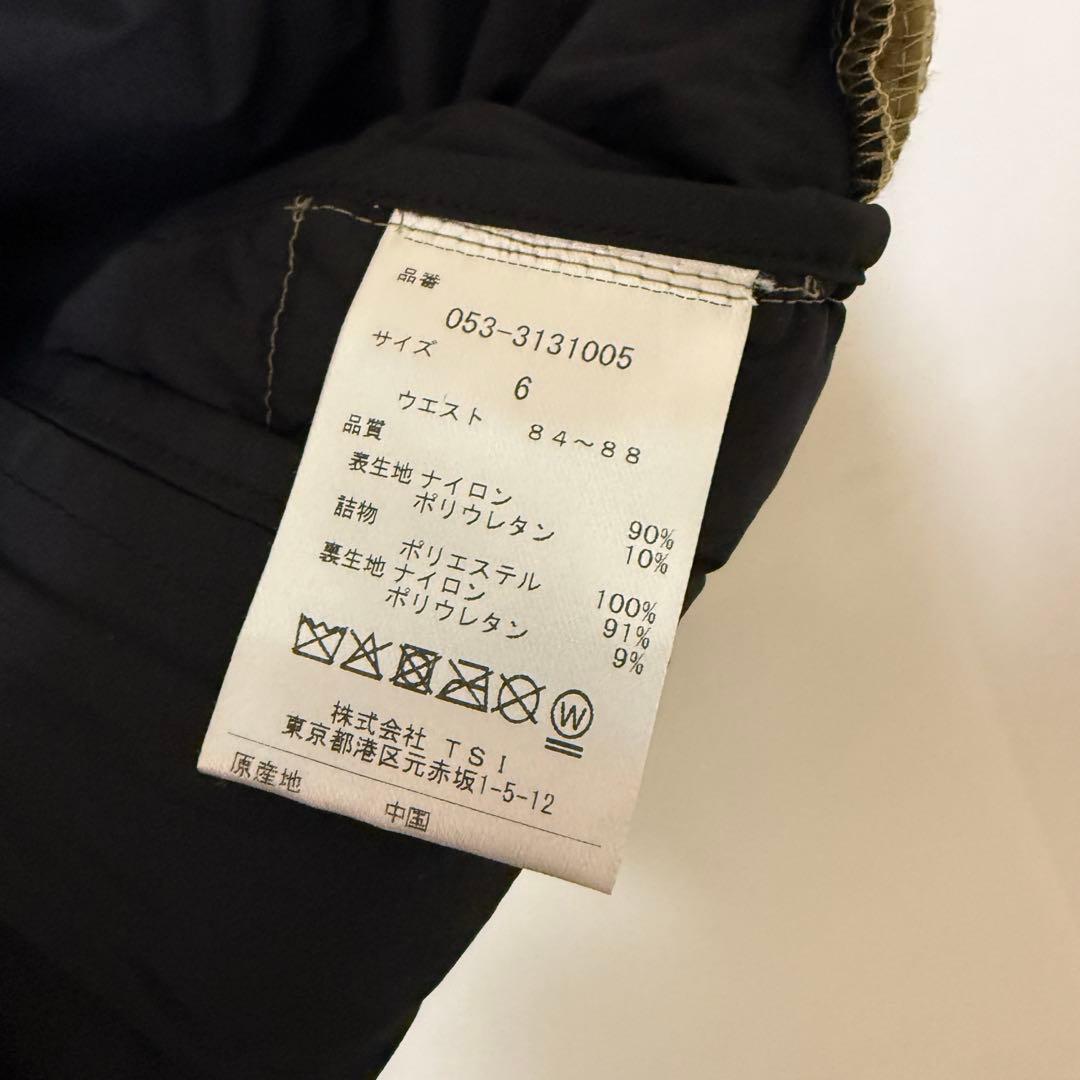 品番
053-3131005
サイズ
6
ウエスト 84～88
品質
表生地 ナイロン 90%
ポリウレタン 10%
詰物
ポリエステル 100%
裏生地 ナイロン 91%
ポリウレタン 9%
W
株式会社 TSI
東京都港区元赤坂1-5-12
原産地
中国